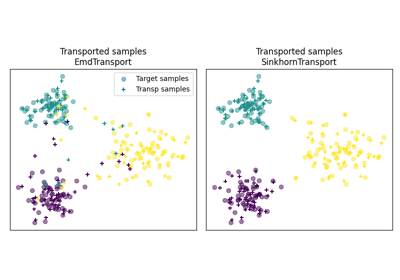 Transported samples
EmdTransport
Target samples
Transp samples
Transported samples
SinkhornTransport